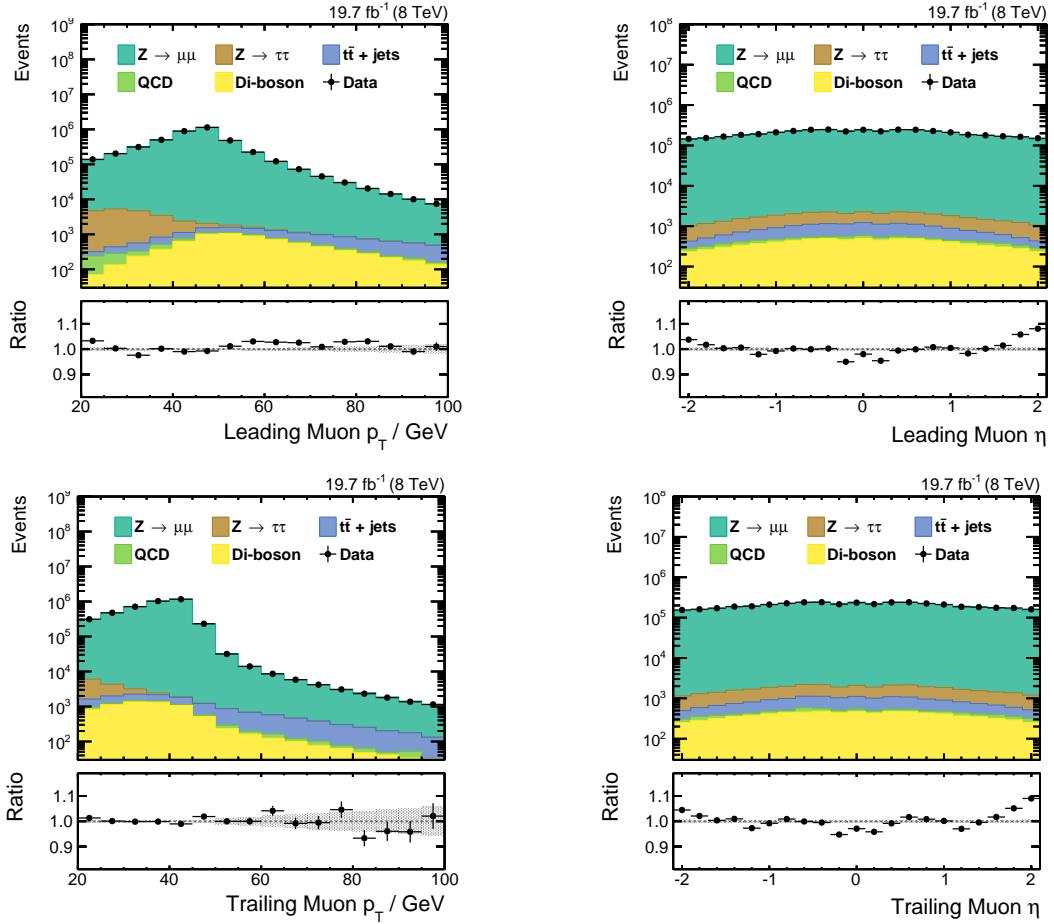 19.7 fb⁻¹ (8 TeV)
Events
10⁹
10⁸
10⁷
10⁶
10⁵
10⁴
10³
10²
Z → μμ Z → ττ tt̄ + jets
QCD Di-boson Data
Ratio
1.1
1.0
0.9
20 40 60 80 100
Leading Muon p_T / GeV
19.7 fb⁻¹ (8 TeV)
Events
10⁸
10⁷
10⁶
10⁵
10⁴
10³
10²
Z → μμ Z → ττ tt̄ + jets
QCD Di-boson Data
Ratio
1.1
1.0
0.9
-2 -1 0 1 2
Leading Muon η
19.7 fb⁻¹ (8 TeV)
Events
10⁹
10⁸
10⁷
10⁶
10⁵
10⁴
10³
10²
Z → μμ Z → ττ tt̄ + jets
QCD Di-boson Data
Ratio
1.1
1.0
0.9
20 40 60 80 100
Trailing Muon p_T / GeV
19.7 fb⁻¹ (8 TeV)
Events
10⁸
10⁷
10⁶
10⁵
10⁴
10³
10²
Z → μμ Z → ττ tt̄ + jets
QCD Di-boson Data
Ratio
1.1
1.0
0.9
-2 -1 0 1 2
Trailing Muon η